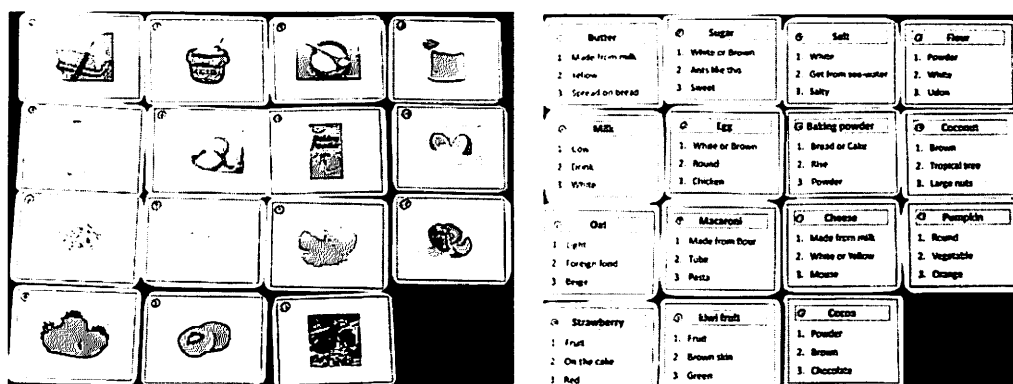 Butter
1 Made from milk
2 Yellow
3 Spread on bread
Sugar
1. White or Brown
2 Ants like this
3 Sweet
Salt
1. White
2. Get from sea-water
3. Salty
Flour
1. Powder
2. White
3. Udon
Milk
1 Cow
2 Drink
3 White
Egg
1. White or Brown
2 Round
3. Chicken
Baking powder
1. Bread or Cake
2. Rise
3 Powder
Coconut
1. Brown
2. Tropical tree
3. Large nuts
Oat
1 Light
2 Foreign food
3 Beige
Macaroni
1 Made from flour
2 Tube
3 Pasta
Cheese
1. Made from milk
2. White or Yellow
3. Mouse
Pumpkin
1. Round
2. Vegetable
3. Orange
Strawberry
1 Fruit
2 On the cake
3 Red
kiwi fruit
1. Fruit
2 Brown skin
3 Green
Cocoa
1. Powder
2. Brown
3. Chocolate
Baking
Powder